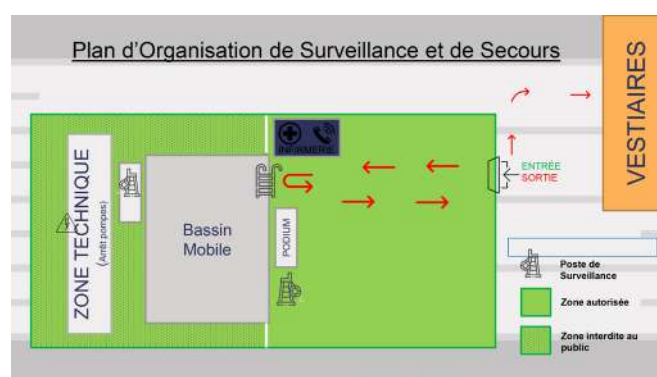 Plan d'Organisation de Surveillance et de Secours
VESTIAIRES
INFIRMERIE
ENTRÉE
SORTIE
ZONE TECHNIQUE
(Arrêt pompes)
Bassin
Mobile
PODIUM
Poste de
Surveillance
Zone autorisée
Zone interdite au
public